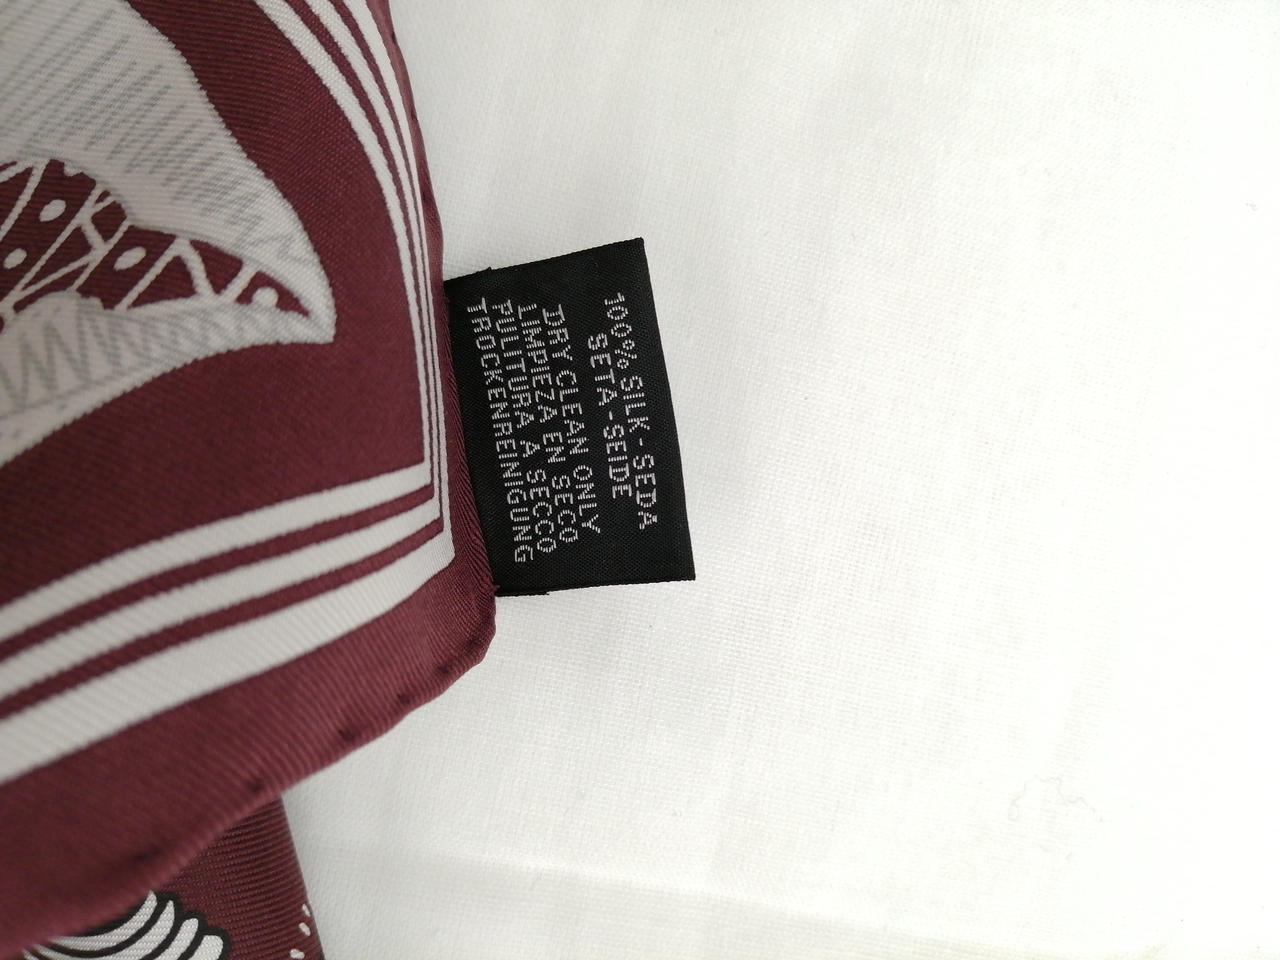 100% SILK-SEDA
SETA-SEIDE
DRY CLEAN ONLY
LIMPIEZA EN SECO
PULITURA A SECCO
TROCKENREINIGUNG